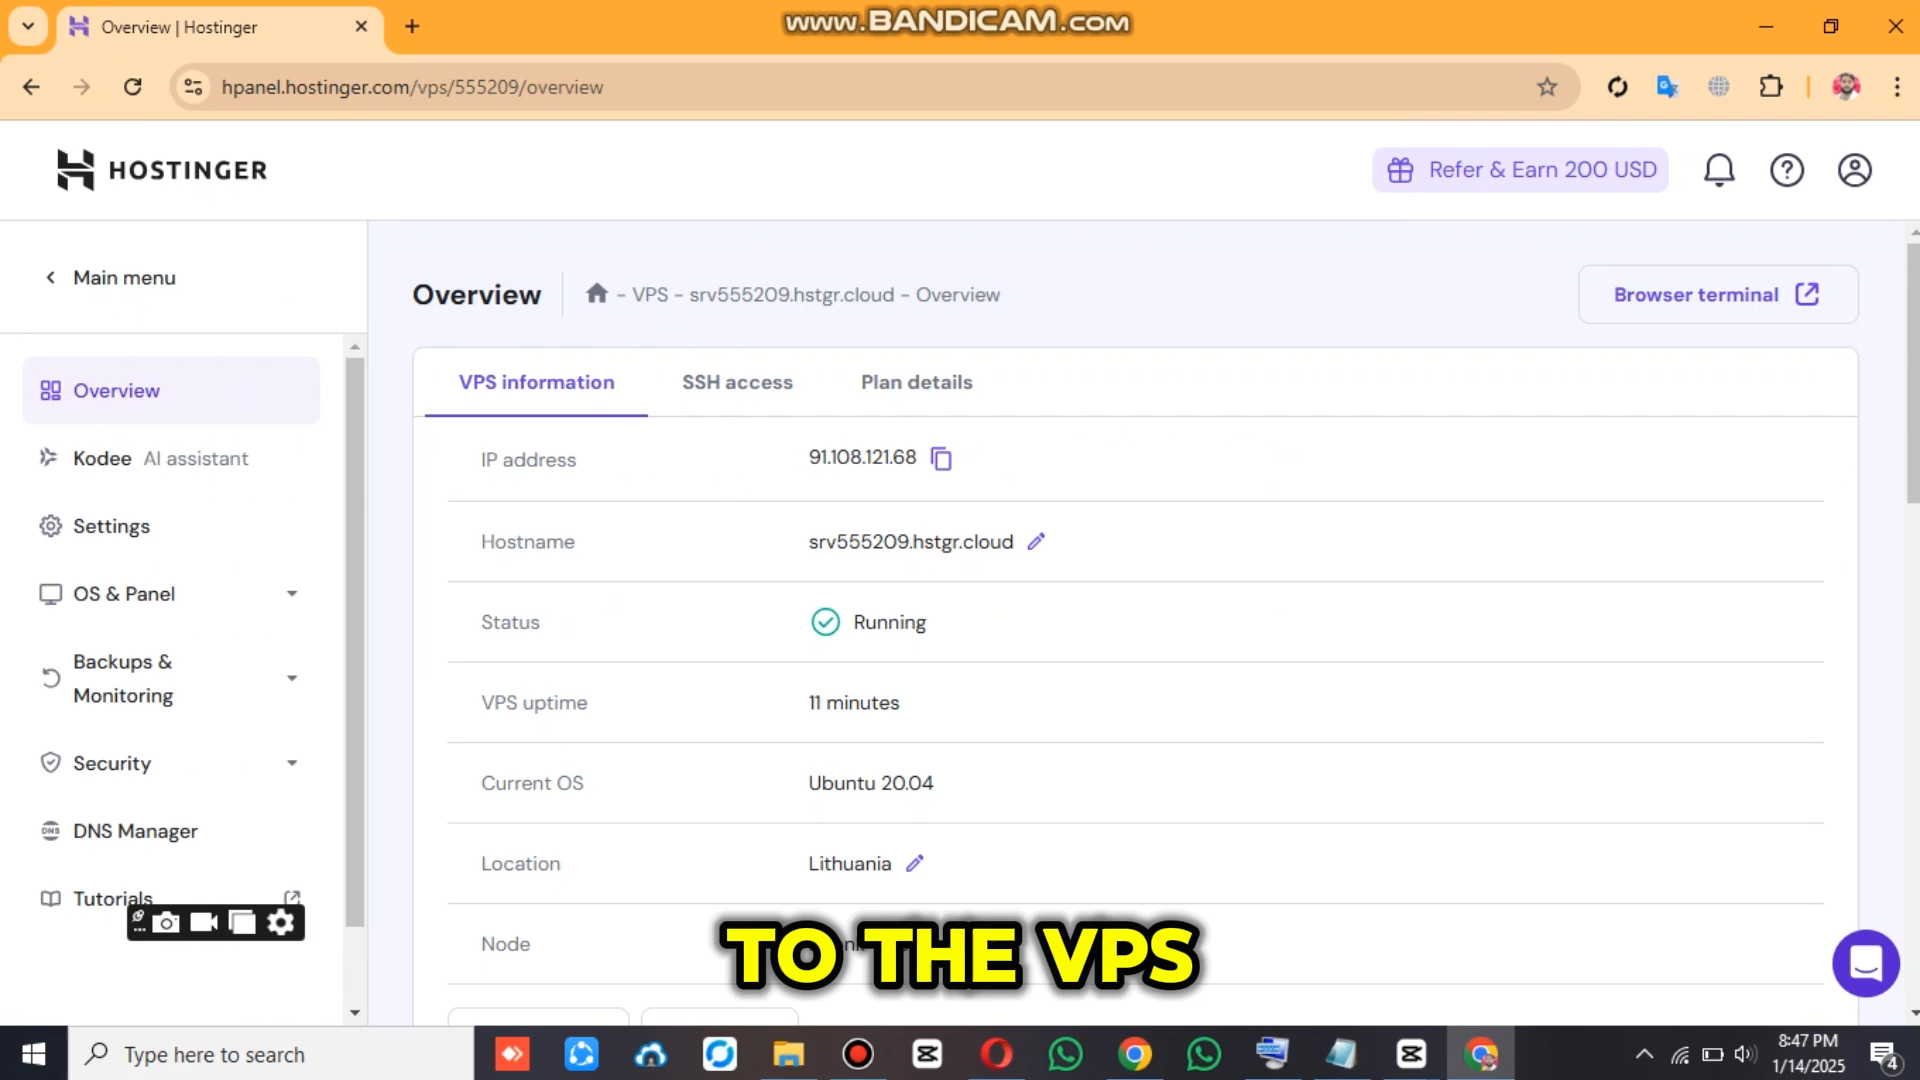 Overview | Hostinger
www.BANDICAM.com
hpanel.hostinger.com/vps/555209/overview
HOSTINGER
Refer & Earn 200 USD
Main menu
Overview
- VPS - srv555209.hstgr.cloud - Overview
Browser terminal
Overview
Kodee AI assistant
Settings
OS & Panel
Backups &
Monitoring
Security
DNS DNS Manager
Tutorials
VPS information
SSH access
Plan details
IP address
91.108.121.68
Hostname
srv555209.hstgr.cloud
Status
Running
VPS uptime
11 minutes
Current OS
Ubuntu 20.04
Location
Lithuania
Node
TO THE VPS
Type here to search
8:47 PM
1/14/2025
4